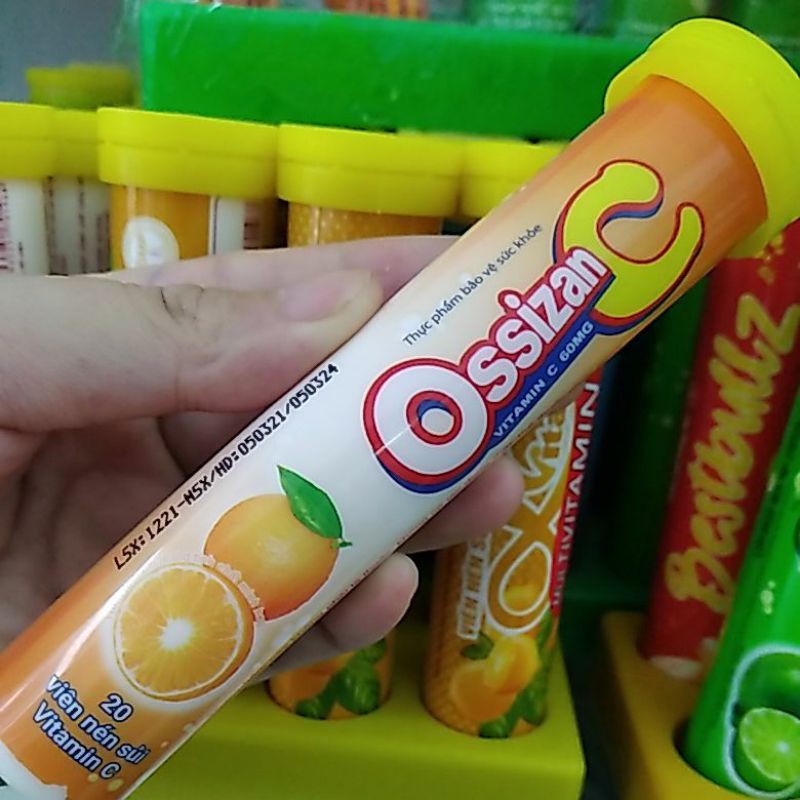 Thực phẩm bảo vệ sức khỏe
Ossizan C
VITAMIN C 60MG
LSX: 1221-NSX/HD:050321/050324
20
viên nén sủi
Vitamin C
MULTIVITAMIN
BestbullZ